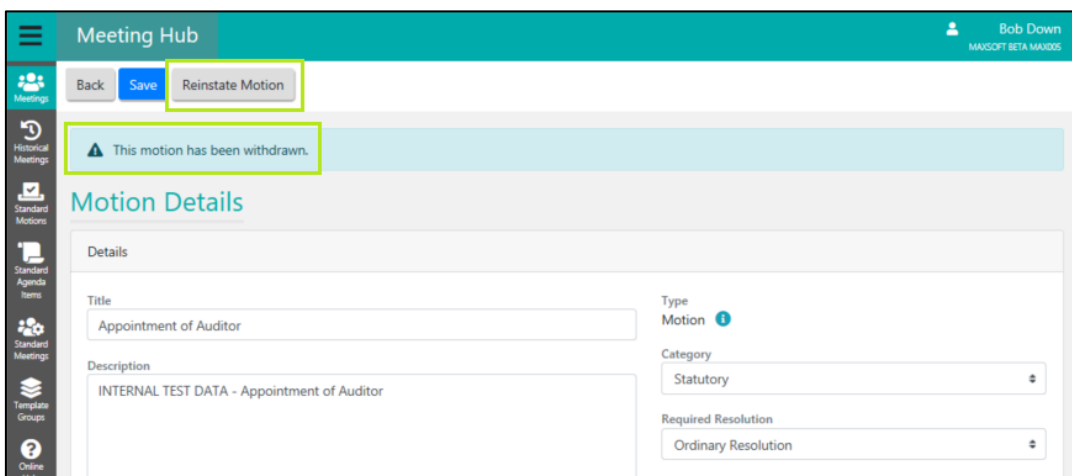 Meeting Hub
Bob Down
MAXSOFT BETA MAX005
Meetings
Back
Save
Reinstate Motion
Historical
Meetings
This motion has been withdrawn.
Standard
Motions
Motion Details
Standard
Agenda
Items
Details
Title
Appointment of Auditor
Type
Motion
Standard
Meetings
Category
Statutory
Description
INTERNAL TEST DATA - Appointment of Auditor
Template
Groups
Required Resolution
Ordinary Resolution
Online